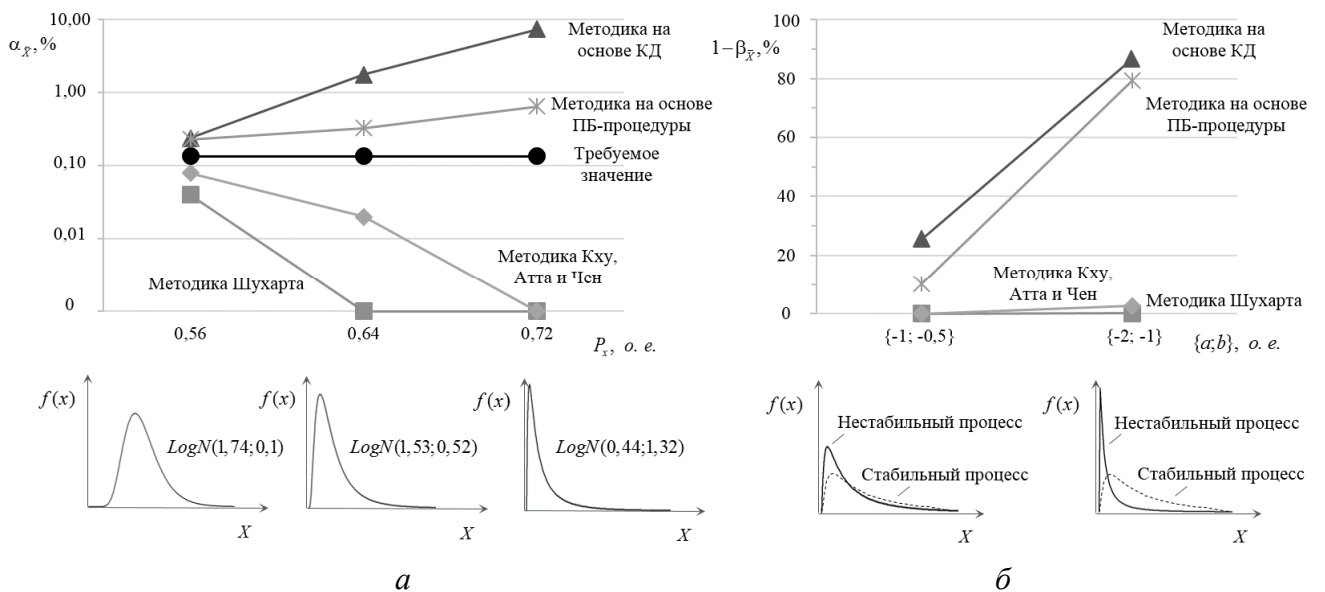 α_X̄, %
10,00
1,00
0,10
0,01
0
Методика на
основе КД
Методика на основе
ПБ-процедуры
Требуемое
значение
Методика Кху,
Атта и Чен
Методика Шухарта
0,56
0,64
0,72
P_x, о. е.
f(x)
LogN(1,74;0,1)
X
f(x)
LogN(1,53;0,52)
X
f(x)
LogN(0,44;1,32)
X
а
1−β_X̄, %
100
80
60
40
20
0
Методика на
основе КД
Методика на основе
ПБ-процедуры
Методика Кху,
Атта и Чен
Методика Шухарта
{-1; -0,5}
{-2; -1}
{a;b}, о. е.
f(x)
Нестабильный процесс
Стабильный процесс
X
f(x)
Нестабильный процесс
Стабильный процесс
X
б